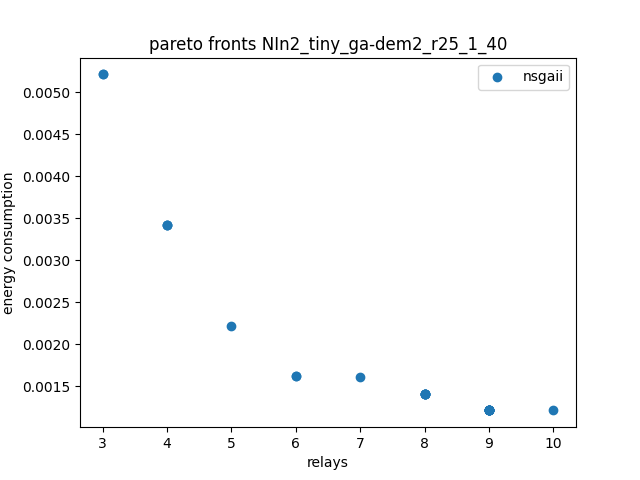 pareto fronts NIn2_tiny_ga-dem2_r25_1_40
nsgaii
energy consumption
0.0050
0.0045
0.0040
0.0035
0.0030
0.0025
0.0020
0.0015
3 4 5 6 7 8 9 10
relays